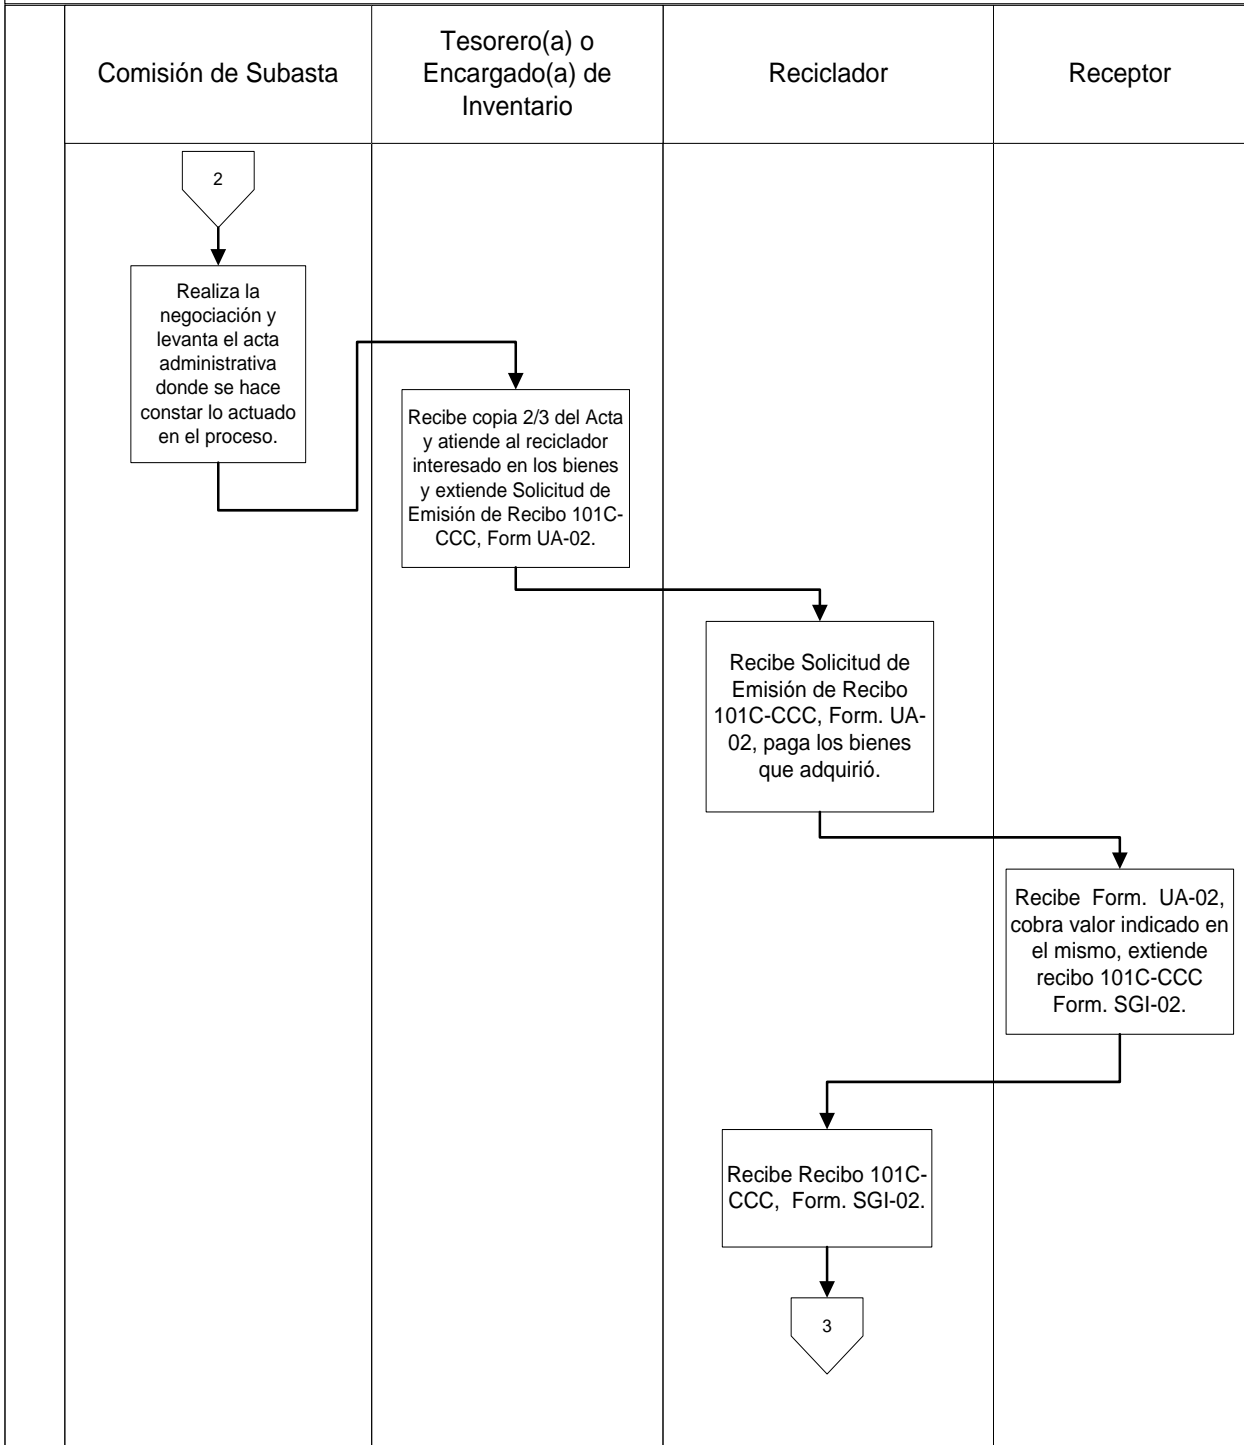 Comisión de Subasta
Tesorero(a) o
Encargado(a) de
Inventario
Reciclador
Receptor
2
Realiza la
negociación y
levanta el acta
administrativa
donde se hace
constar lo actuado
en el proceso.
Recibe copia 2/3 del Acta
y atiende al reciclador
interesado en los bienes
y extiende Solicitud de
Emisión de Recibo 101C-
CCC, Form UA-02.
Recibe Solicitud de
Emisión de Recibo
101C-CCC, Form. UA-
02, paga los bienes
que adquirió.
Recibe Form. UA-02,
cobra valor indicado en
el mismo, extiende
recibo 101C-CCC
Form. SGI-02.
Recibe Recibo 101C-
CCC, Form. SGI-02.
3